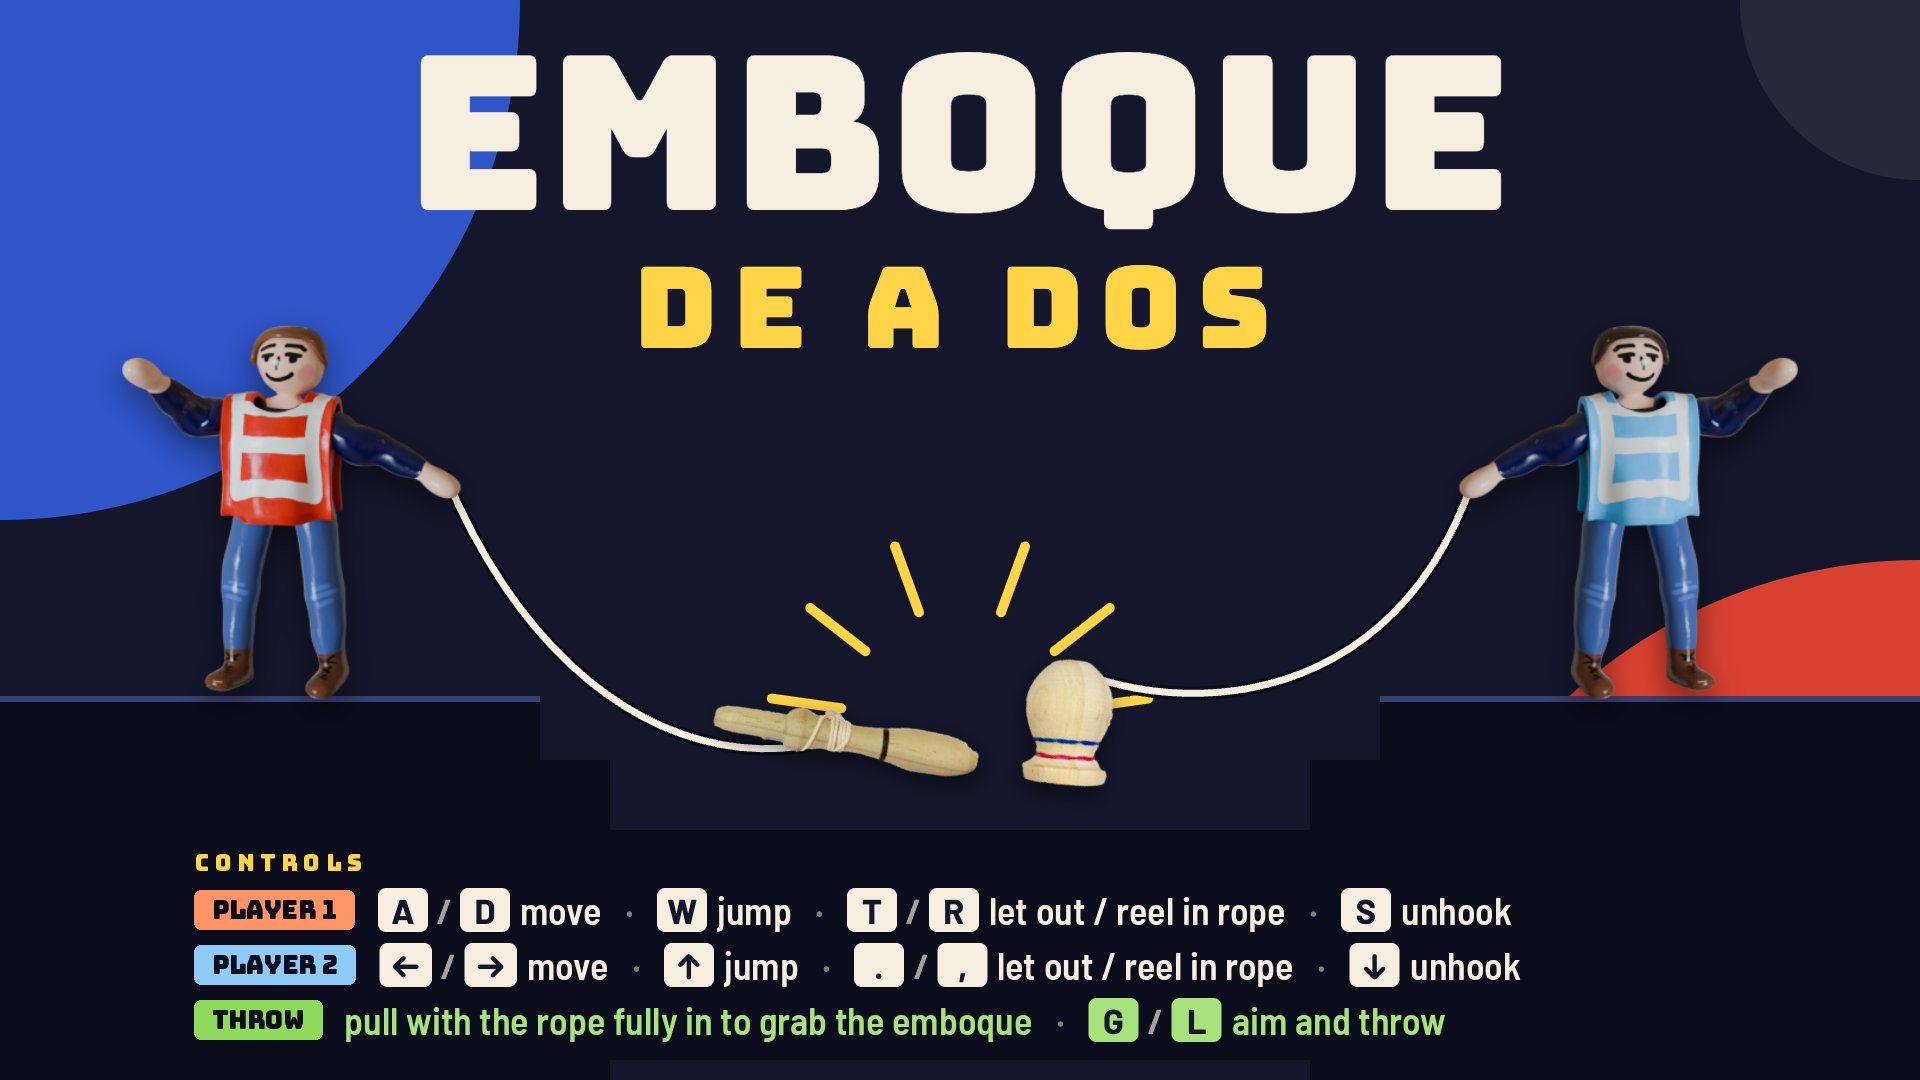 EMBOQUE
DE A DOS
CONTROLS
PLAYER 1 A / D move · W jump · T / R let out / reel in rope · S unhook
PLAYER 2 ← / → move · ↑ jump · . / , let out / reel in rope · ↓ unhook
THROW pull with the rope fully in to grab the emboque · G / L aim and throw